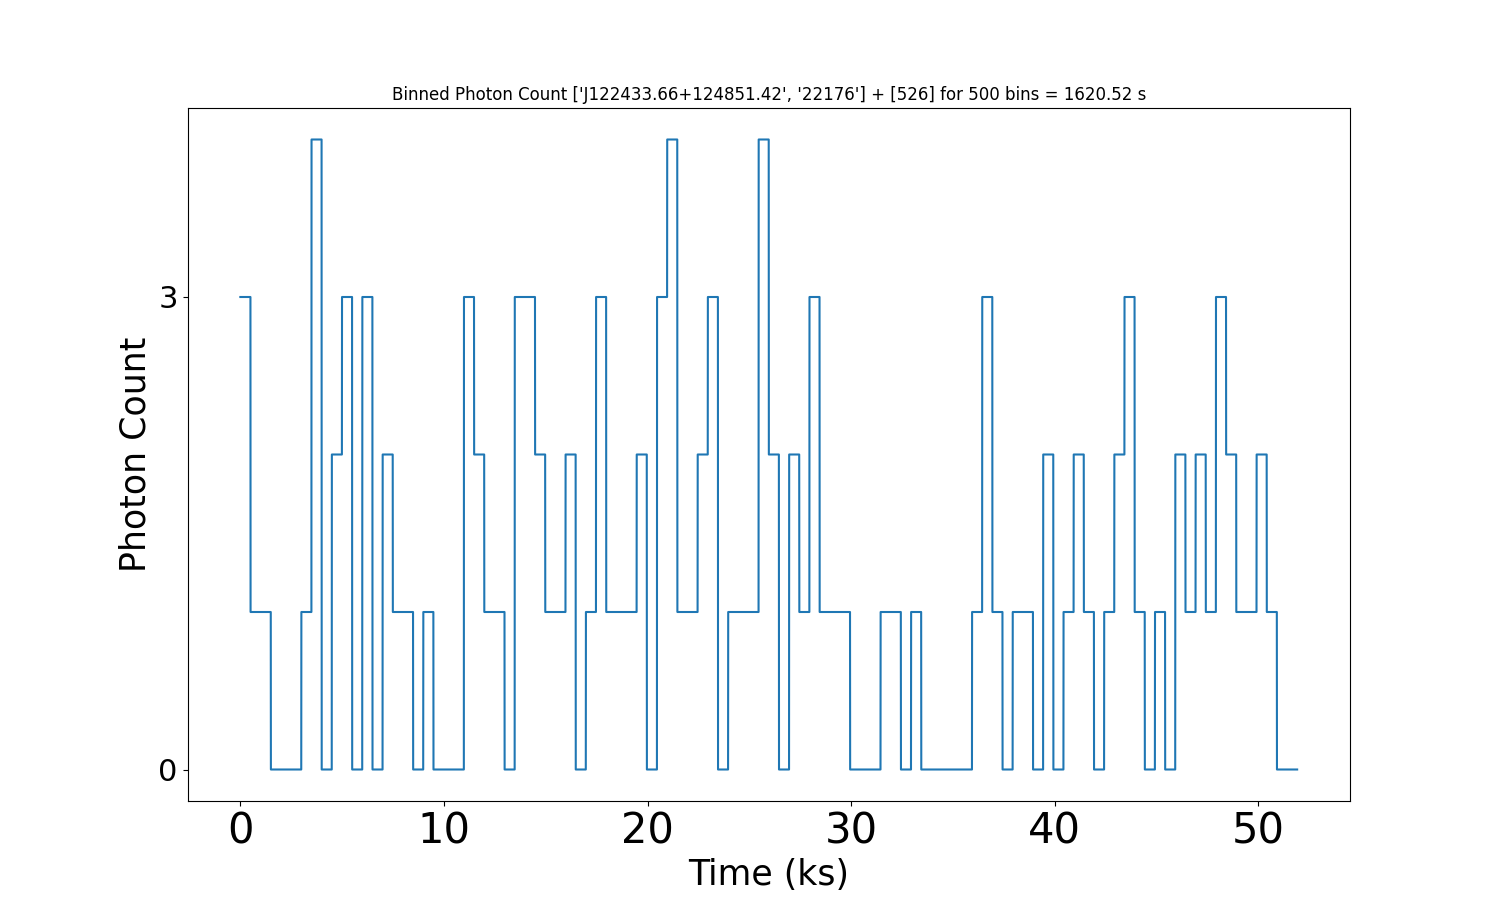 Binned Photon Count ['J122433.66+124851.42', '22176'] + [526] for 500 bins = 1620.52 s
3
Photon Count
0
0 10 20 30 40 50
Time (ks)